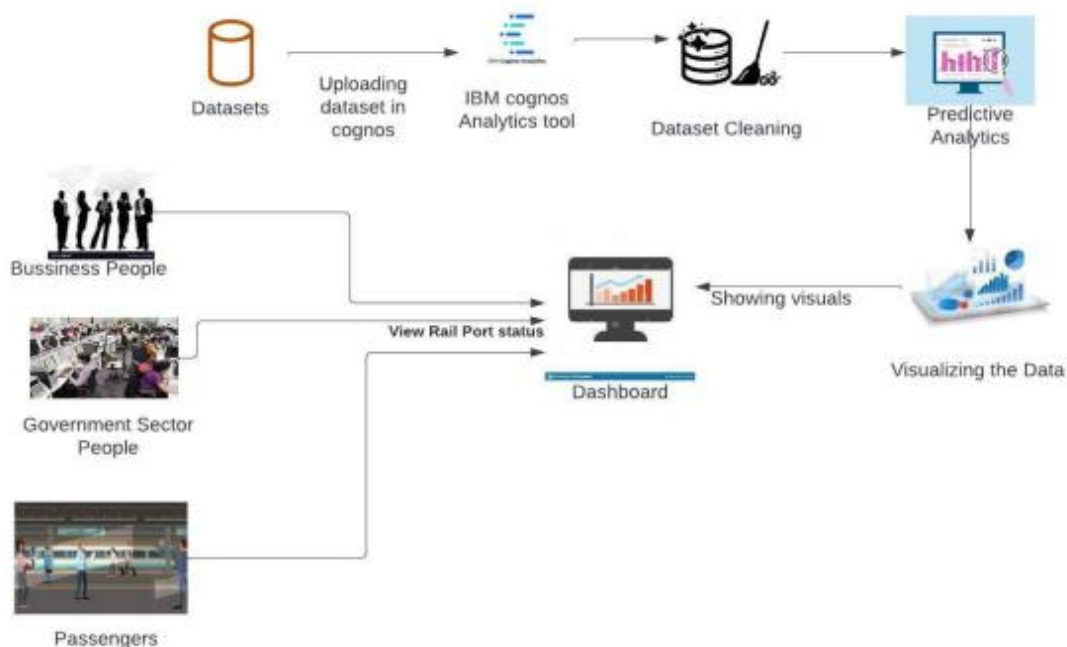 Datasets
Uploading
dataset in
cognos
IBM cognos
Analytics tool
Dataset Cleaning
Predictive
Analytics
Bussiness People
Showing visuals
View Rail Port status
Visualizing the Data
Dashboard
Government Sector
People
Passengers